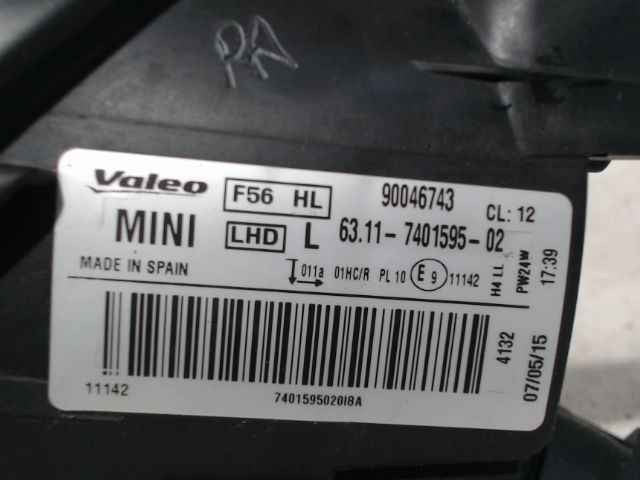 PA
Valeo F56 HL 90046743 CL: 12
MINI LHD L 63.11-7401595-02
MADE IN SPAIN 011a 01HC/R PL 10 E 9 11142
H4 LL PW24W 17:39
4132 07/05/15
11142 740159502018A